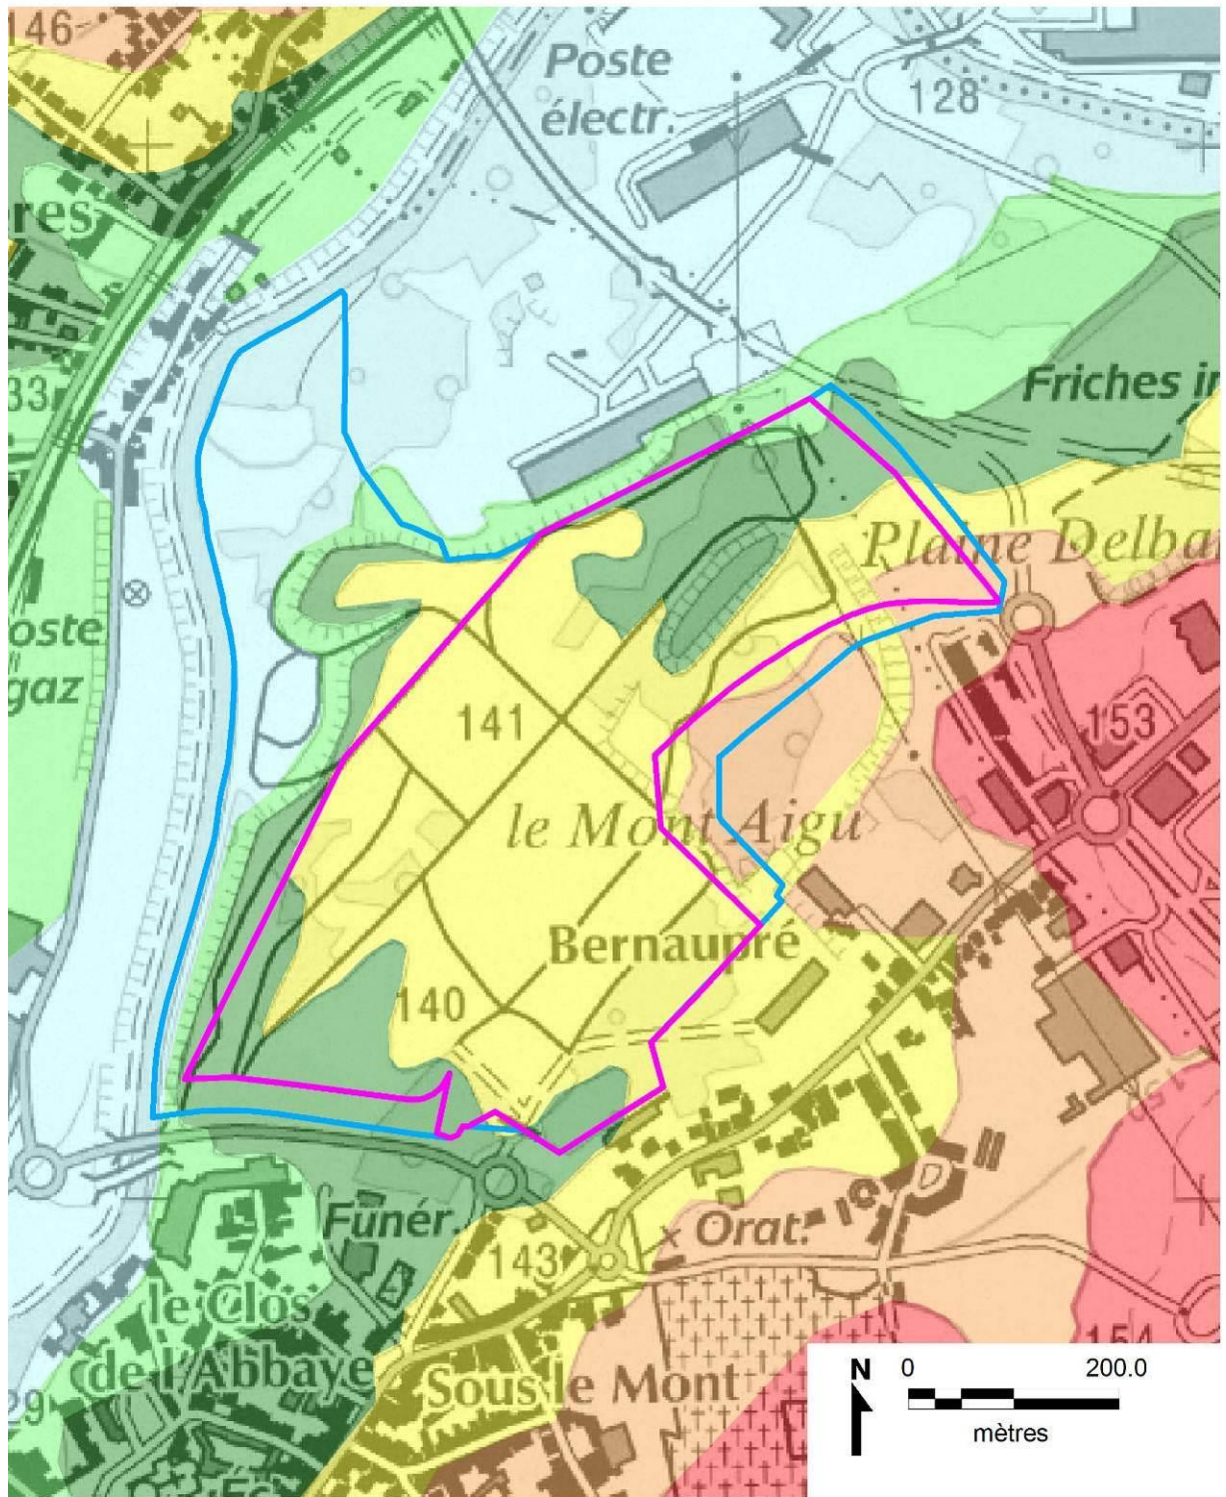 146
Poste
électr.
128
res
33
Friches in
Plaine Delba
oste
gaz
141
153
le Mont Aigu
Bernaupré
140
Funér.
Orat.
143
le Clos
de l'Abbaye
Sous le Mont
154
29
N 0 200.0
mètres